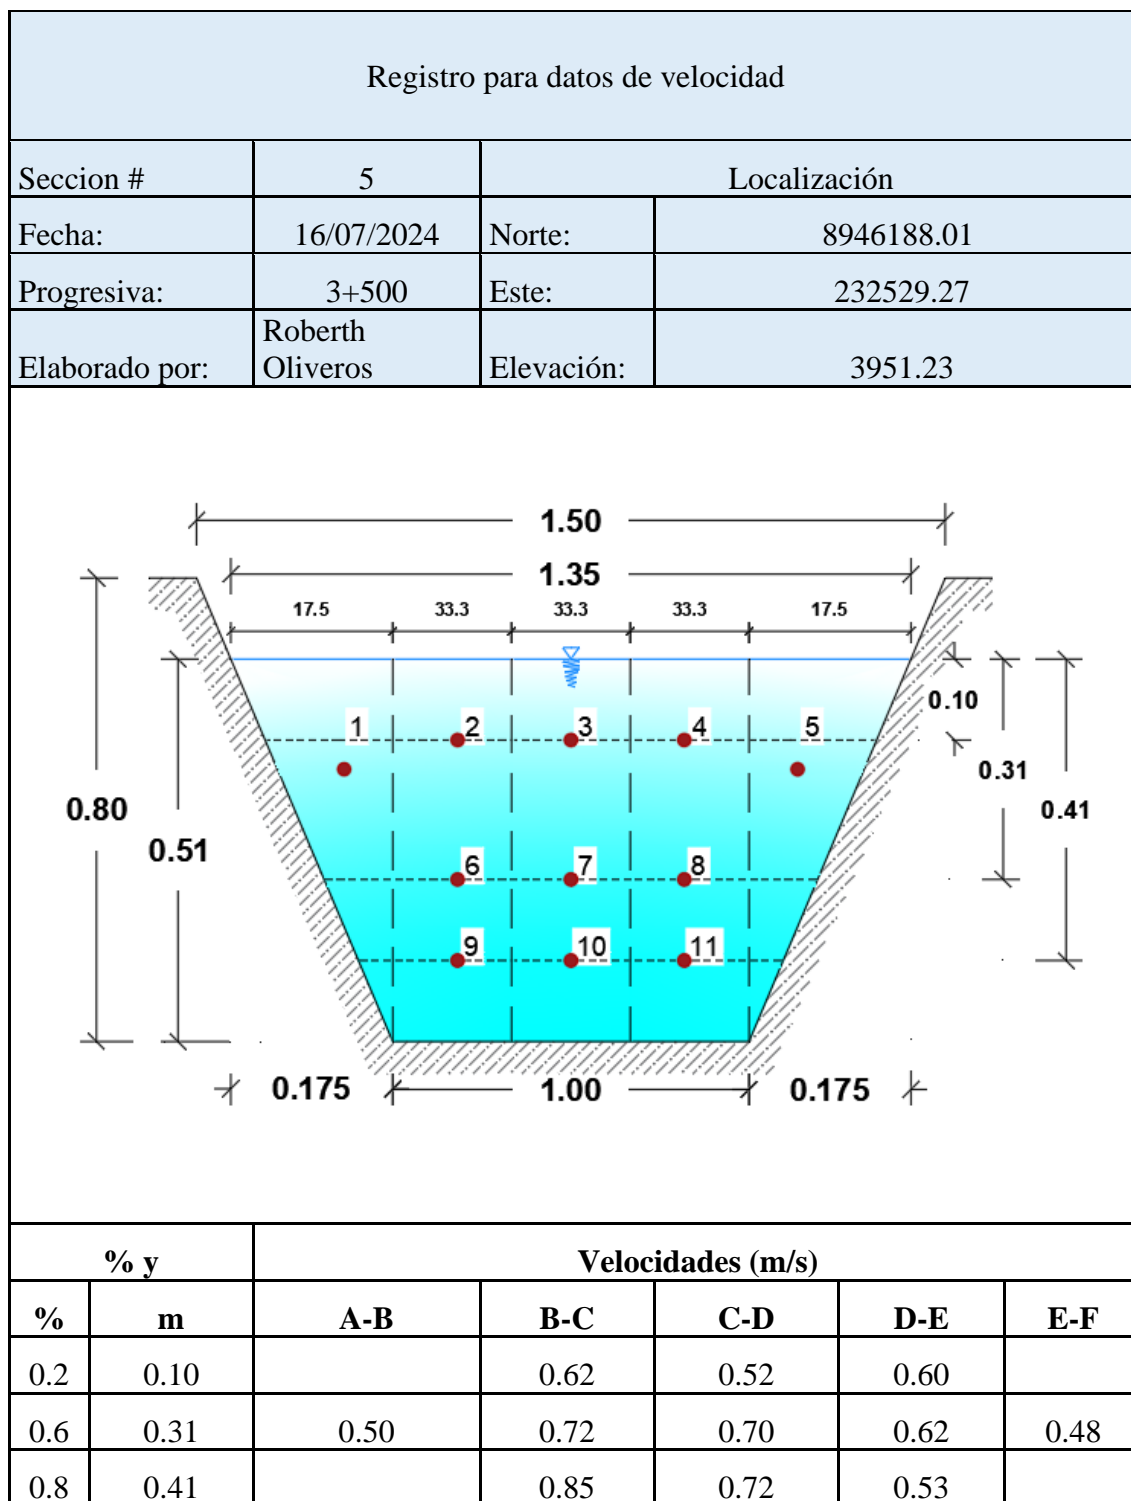 Registro para datos de velocidad
Seccion # 5 Localización
Fecha: 16/07/2024 Norte: 8946188.01
Progresiva: 3+500 Este: 232529.27
Elaborado por: Roberth Oliveros Elevación: 3951.23
1.50
1.35
17.5 33.3 33.3 33.3 17.5
1 2 3 4 5
0.10
0.31
0.80
0.41
0.51
6 7 8
9 10 11
0.175 1.00 0.175
% y Velocidades (m/s)
% m A-B B-C C-D D-E E-F
0.2 0.10 0.62 0.52 0.60
0.6 0.31 0.50 0.72 0.70 0.62 0.48
0.8 0.41 0.85 0.72 0.53